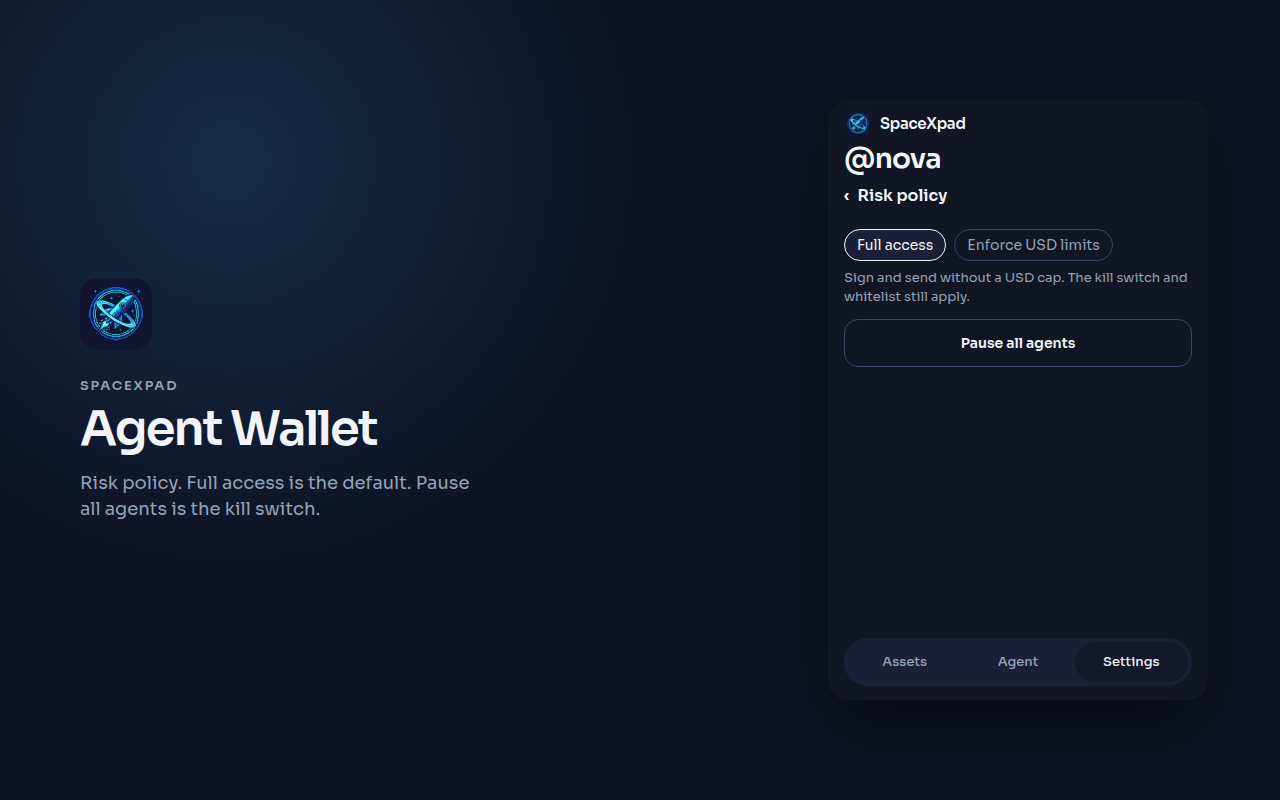 SPACEXPAD
Agent Wallet
Risk policy. Full access is the default. Pause
all agents is the kill switch.
SpaceXpad
@nova
‹ Risk policy
Full access
Enforce USD limits
Sign and send without a USD cap. The kill switch and
whitelist still apply.
Pause all agents
Assets
Agent
Settings